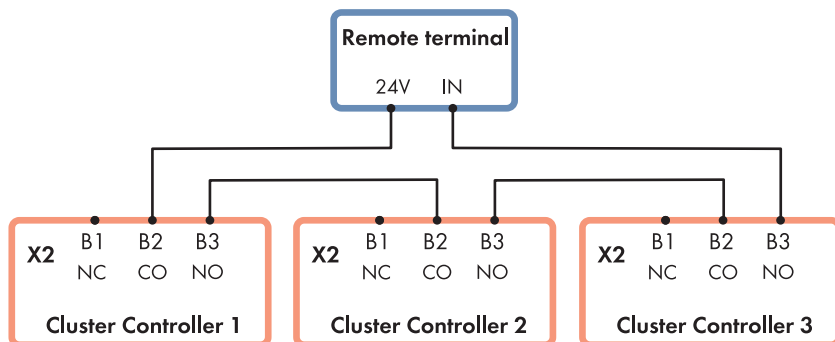 Remote terminal
24V IN
B1 B2 B3 B1 B2 B3 B1 B2 B3
X2 X2 X2
NC CO NO NC CO NO NC CO NO
Cluster Controller 1 Cluster Controller 2 Cluster Controller 3